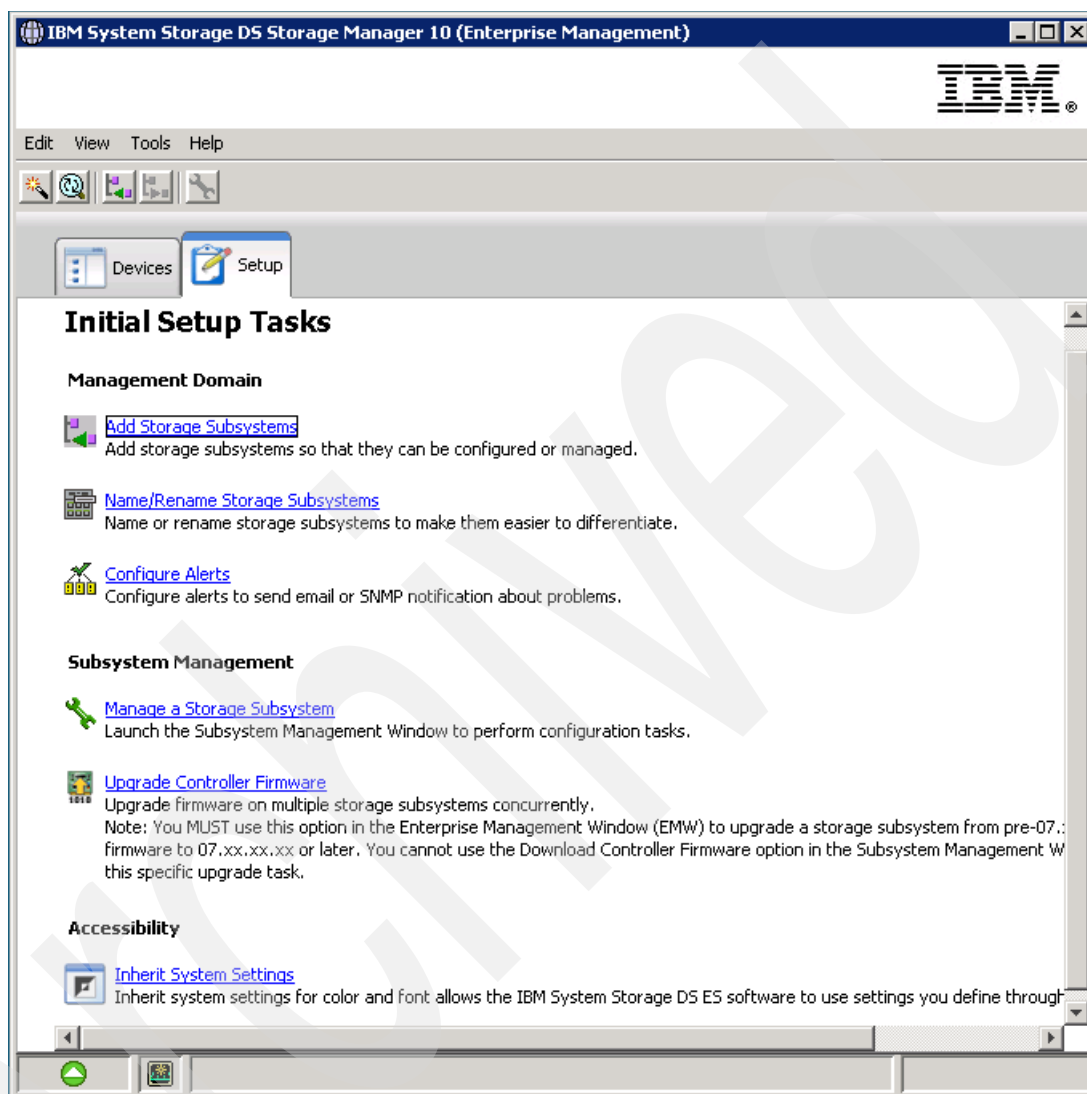 IBM System Storage DS Storage Manager 10 (Enterprise Management)
IBM®
Edit View Tools Help
Devices Setup
Initial Setup Tasks
Management Domain
Add Storage Subsystems
Add storage subsystems so that they can be configured or managed.
Name/Rename Storage Subsystems
Name or rename storage subsystems to make them easier to differentiate.
Configure Alerts
Configure alerts to send email or SNMP notification about problems.
Subsystem Management
Manage a Storage Subsystem
Launch the Subsystem Management Window to perform configuration tasks.
Upgrade Controller Firmware
Upgrade firmware on multiple storage subsystems concurrently.
Note: You MUST use this option in the Enterprise Management Window (EMW) to upgrade a storage subsystem from pre-07.
firmware to 07.xx.xx.xx or later. You cannot use the Download Controller Firmware option in the Subsystem Management W
this specific upgrade task.
Accessibility
Inherit System Settings
Inherit system settings for color and font allows the IBM System Storage DS ES software to use settings you define through